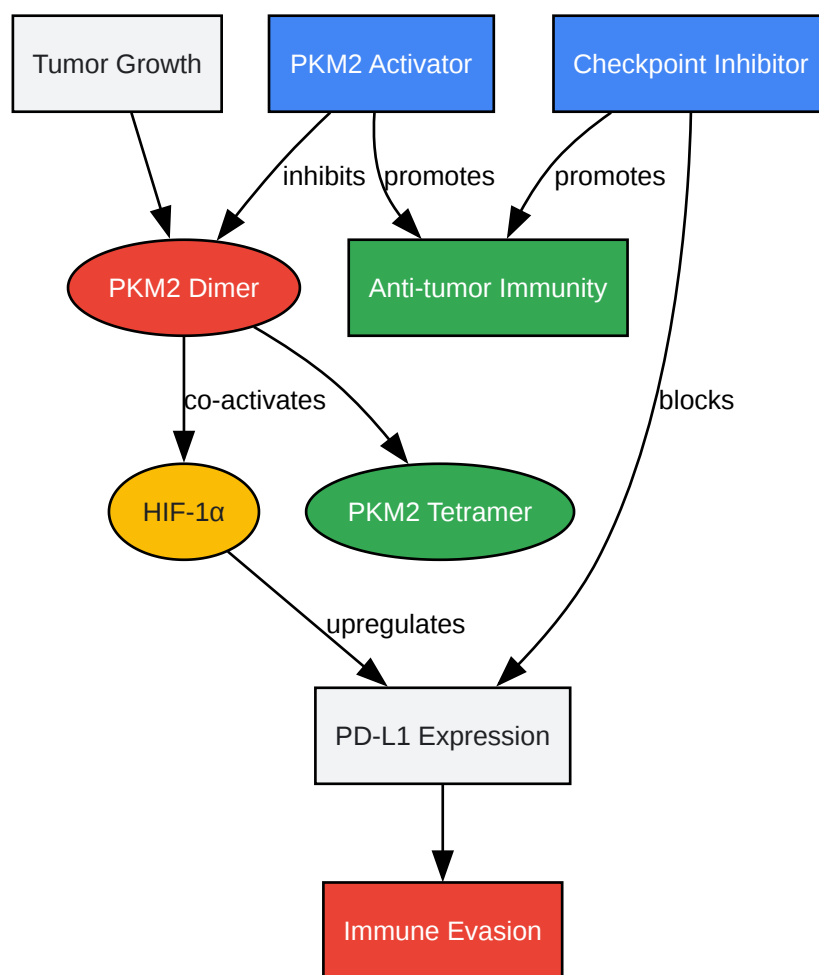 Tumor Growth
PKM2 Activator
Checkpoint Inhibitor
inhibits
promotes
promotes
PKM2 Dimer
Anti-tumor Immunity
co-activates
blocks
HIF-1α
PKM2 Tetramer
upregulates
PD-L1 Expression
Immune Evasion